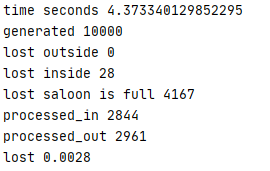 time seconds 4.373340129852295
generated 10000
lost outside 0
lost inside 28
lost saloon is full 4167
processed_in 2844
processed_out 2961
lost 0.0028